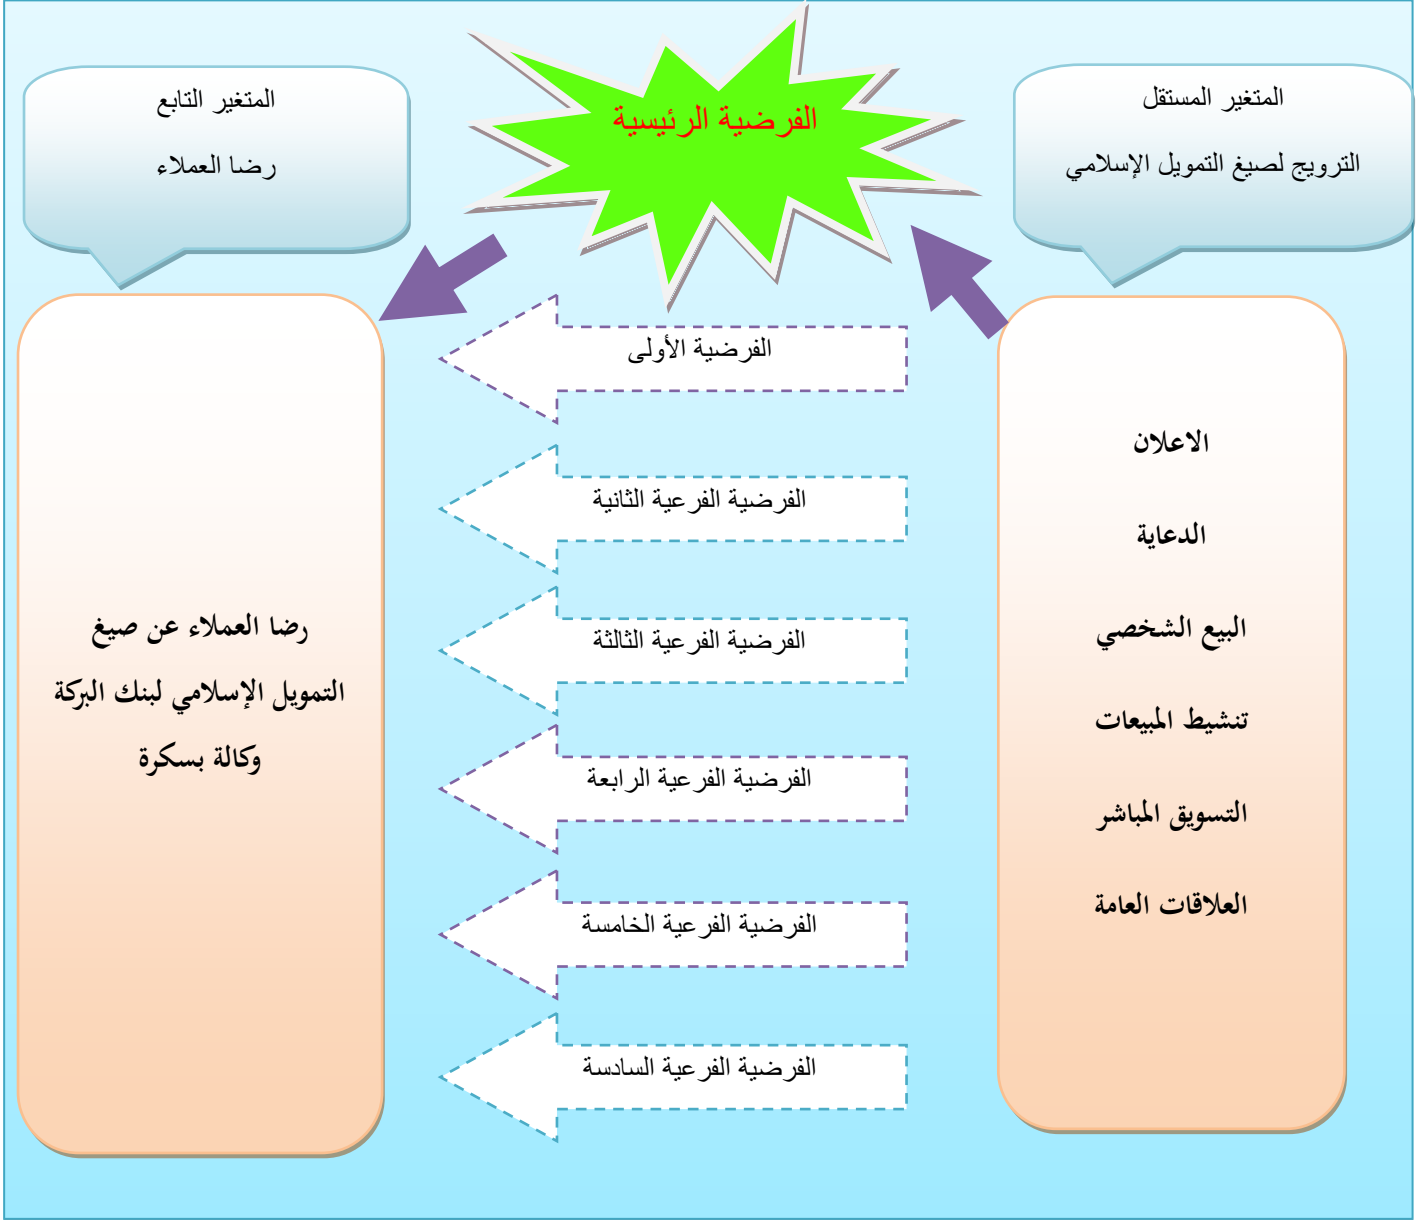 المتغير المستقل
الترويج لصيغ التمويل الإسلامي
الفرضية الرئيسية
المتغير التابع
رضا العملاء
الاعلان
الدعاية
البيع الشخصي
تنشيط المبيعات
التسويق المباشر
العلاقات العامة
الفرضية الأولى
الفرضية الفرعية الثانية
الفرضية الفرعية الثالثة
الفرضية الفرعية الرابعة
الفرضية الفرعية الخامسة
الفرضية الفرعية السادسة
رضا العملاء عن صيغ
التمويل الإسلامي لبنك البركة
وكالة بسكرة